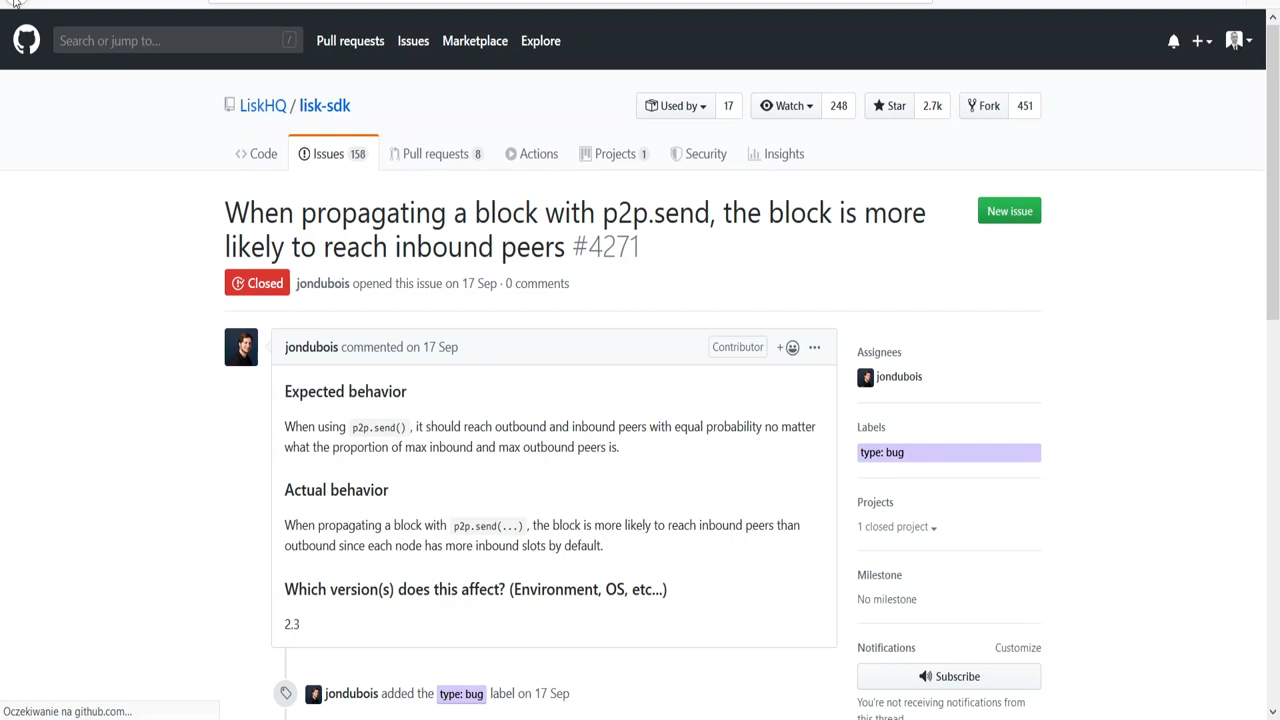 Search or jump to... / Pull requests Issues Marketplace Explore
LiskHQ / lisk-sdk Used by 17 Watch 248 Star 2.7k Fork 451
Code Issues 158 Pull requests 8 Actions Projects 1 Security Insights
When propagating a block with p2p.send, the block is more
likely to reach inbound peers #4271
New issue
Closed jondubois opened this issue on 17 Sep · 0 comments
jondubois commented on 17 Sep Contributor
Expected behavior
When using p2p.send(), it should reach outbound and inbound peers with equal probability no matter
what the proportion of max inbound and max outbound peers is.
Actual behavior
When propagating a block with p2p.send(...), the block is more likely to reach inbound peers than
outbound since each node has more inbound slots by default.
Which version(s) does this affect? (Environment, OS, etc...)
2.3
jondubois added the type: bug label on 17 Sep
Assignees
jondubois
Labels
type: bug
Projects
1 closed project
Milestone
No milestone
Notifications Customize
Subscribe
You're not receiving notifications from
this thread.
Oczekiwanie na github.com...